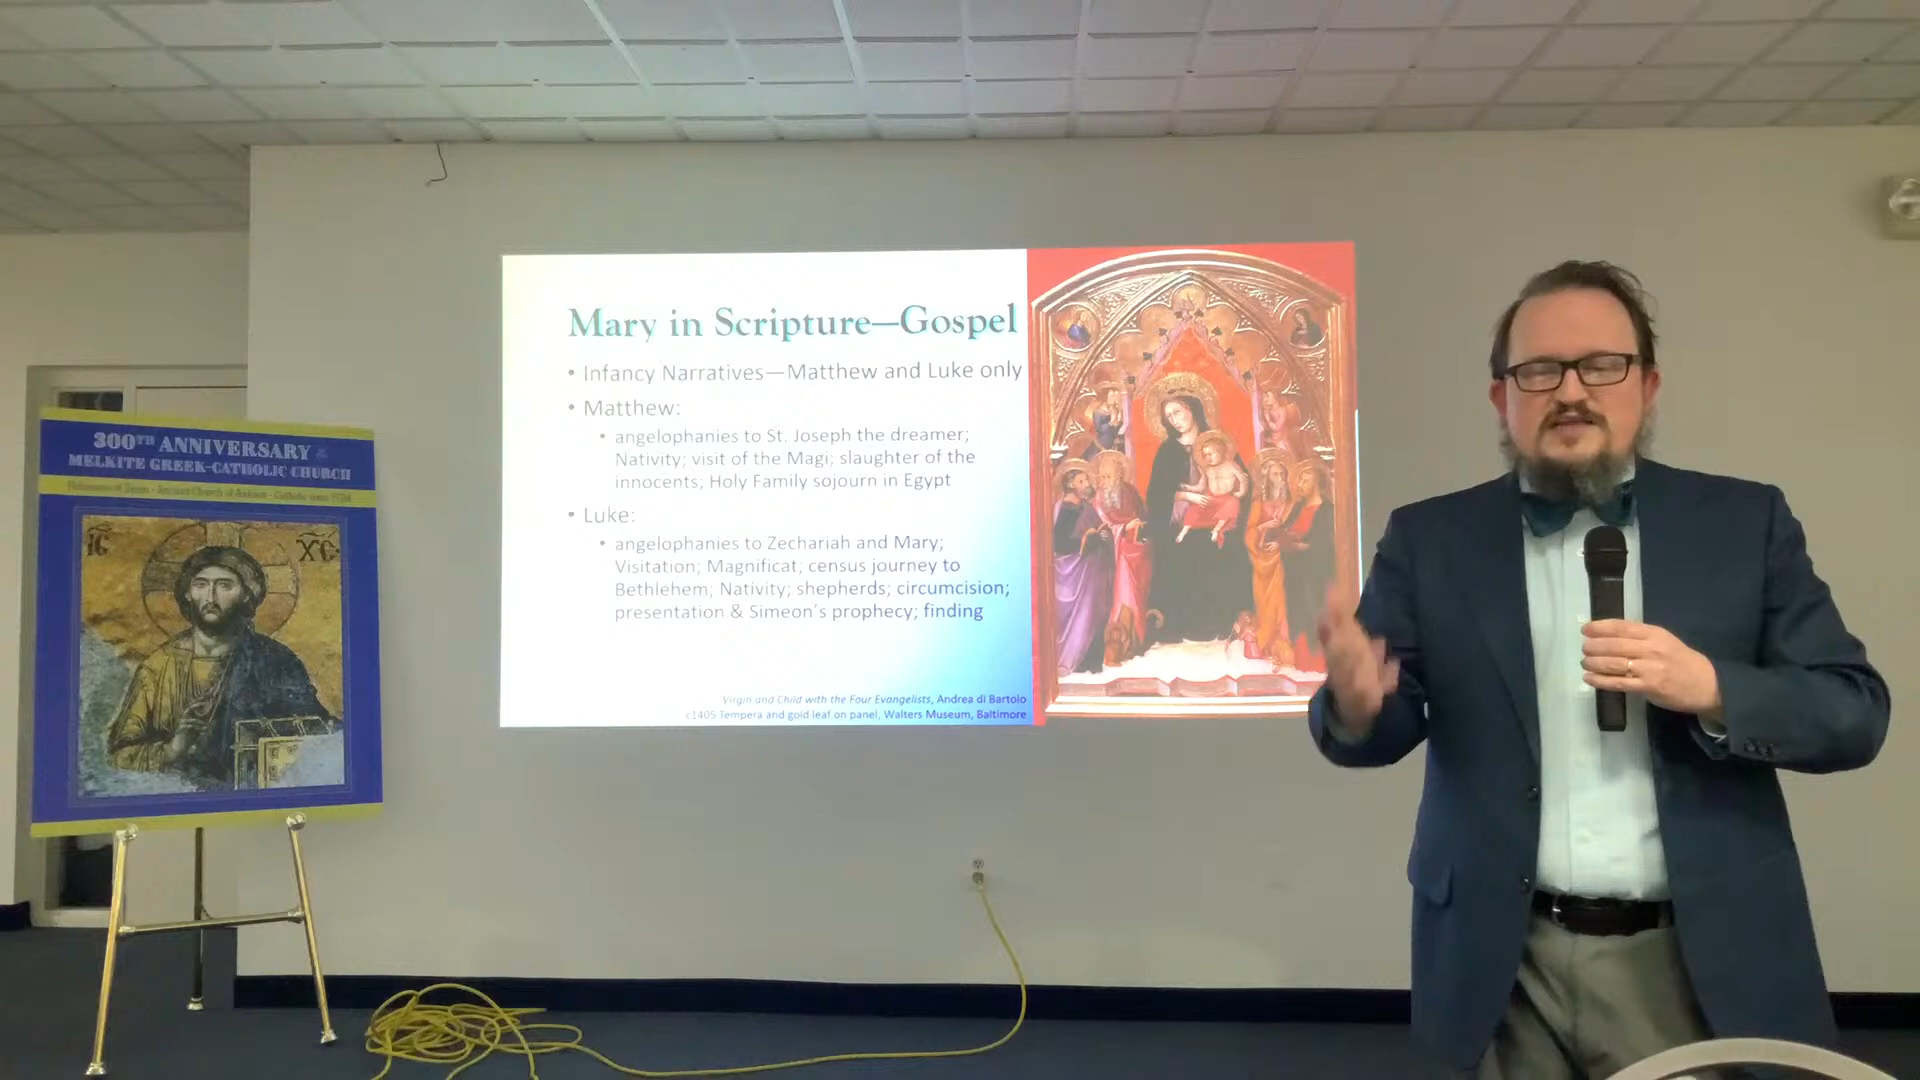 300TH ANNIVERSARY
MELKITE GREEK-CATHOLIC CHURCH
IC XC
Mary in Scripture—Gospel
• Infancy Narratives—Matthew and Luke only
• Matthew:
• angelophanies to St. Joseph the dreamer;
Nativity; visit of the Magi; slaughter of the
innocents; Holy Family sojourn in Egypt
• Luke:
• angelophanies to Zechariah and Mary;
Visitation; Magnificat; census journey to
Bethlehem; Nativity; shepherds; circumcision;
presentation & Simeon's prophecy; finding
Virgin and Child with the Four Evangelists, Andrea di Bartolo
c1405 Tempera and gold leaf on panel, Walters Museum, Baltimore